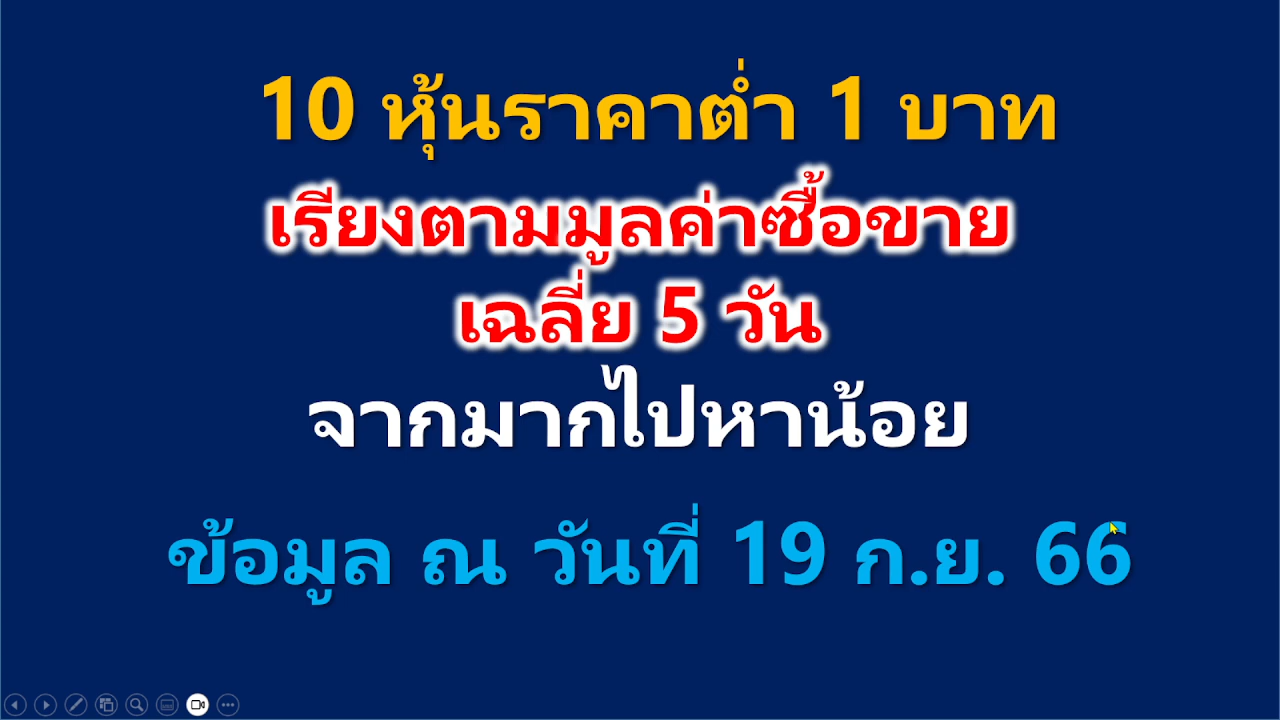 10 หุ้นราคาต่ำ 1 บาท
เรียงตามมูลค่าซื้อขาย
เฉลี่ย 5 วัน
จากมากไปหาน้อย
ข้อมูล ณ วันที่ 19 ก.ย. 66